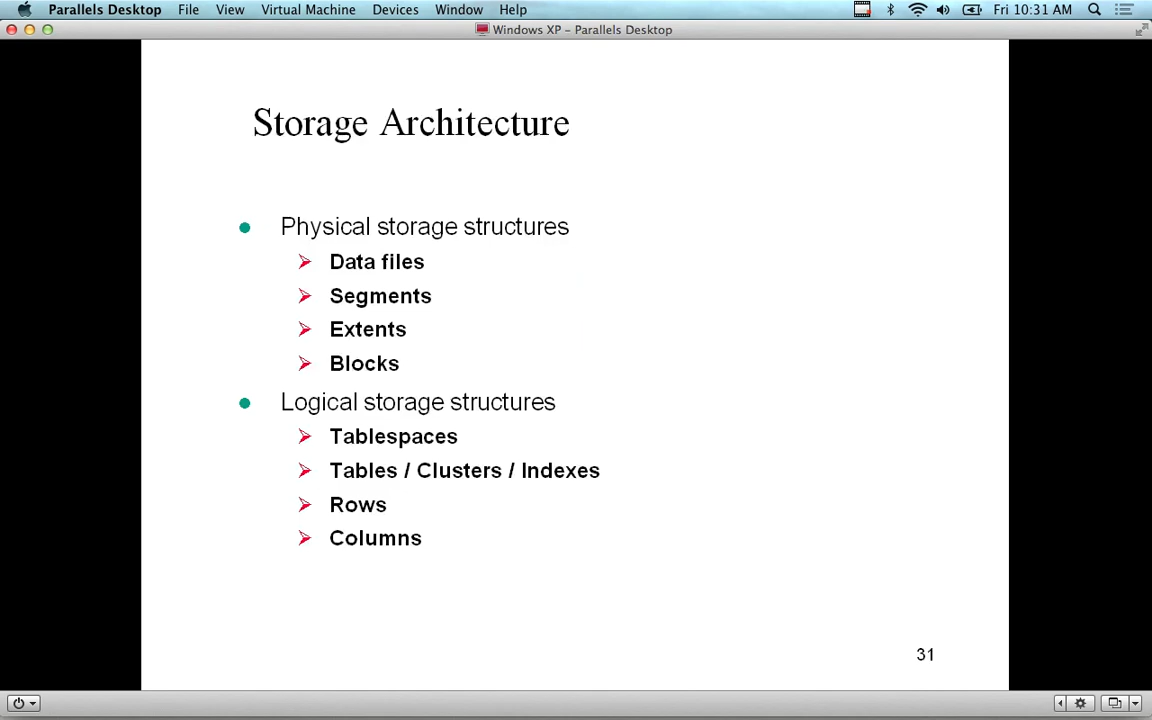 Parallels Desktop File View Virtual Machine Devices Window Help Fri 10:31 AM
Windows XP – Parallels Desktop
Storage Architecture
Physical storage structures
Data files
Segments
Extents
Blocks
Logical storage structures
Tablespaces
Tables / Clusters / Indexes
Rows
Columns
31